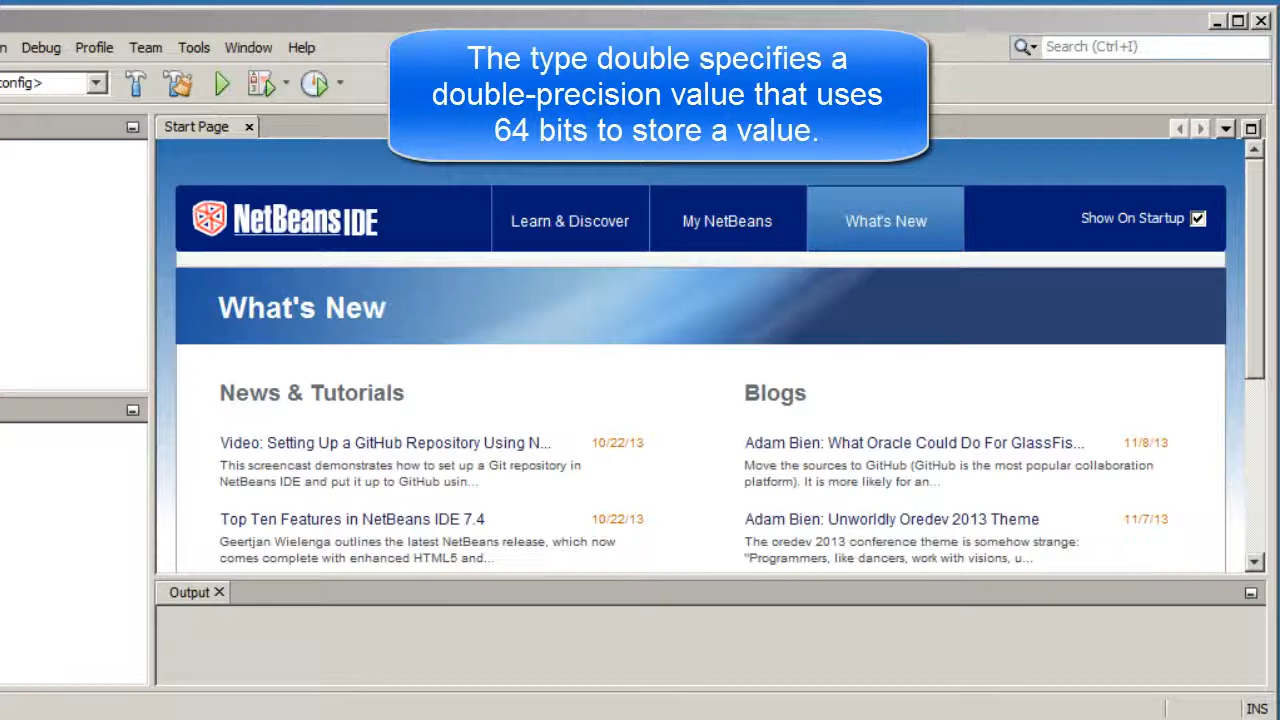 n Debug Profile Team Tools Window Help
Search (Ctrl+I)
The type double specifies a
double-precision value that uses
64 bits to store a value.
onfig>
Start Page
NetBeans IDE
Learn & Discover
My NetBeans
What's New
Show On Startup
What's New
News & Tutorials
Video: Setting Up a GitHub Repository Using N... 10/22/13
This screencast demonstrates how to set up a Git repository in
NetBeans IDE and put it up to GitHub usin...
Top Ten Features in NetBeans IDE 7.4 10/22/13
Geertjan Wielenga outlines the latest NetBeans release, which now
comes complete with enhanced HTML5 and...
Blogs
Adam Bien: What Oracle Could Do For GlassFis... 11/8/13
Move the sources to GitHub (GitHub is the most popular collaboration
platform). It is more likely for an...
Adam Bien: Unworldly Oredev 2013 Theme 11/7/13
The oredev 2013 conference theme is somehow strange:
"Programmers, like dancers, work with visions, u...
Output
INS